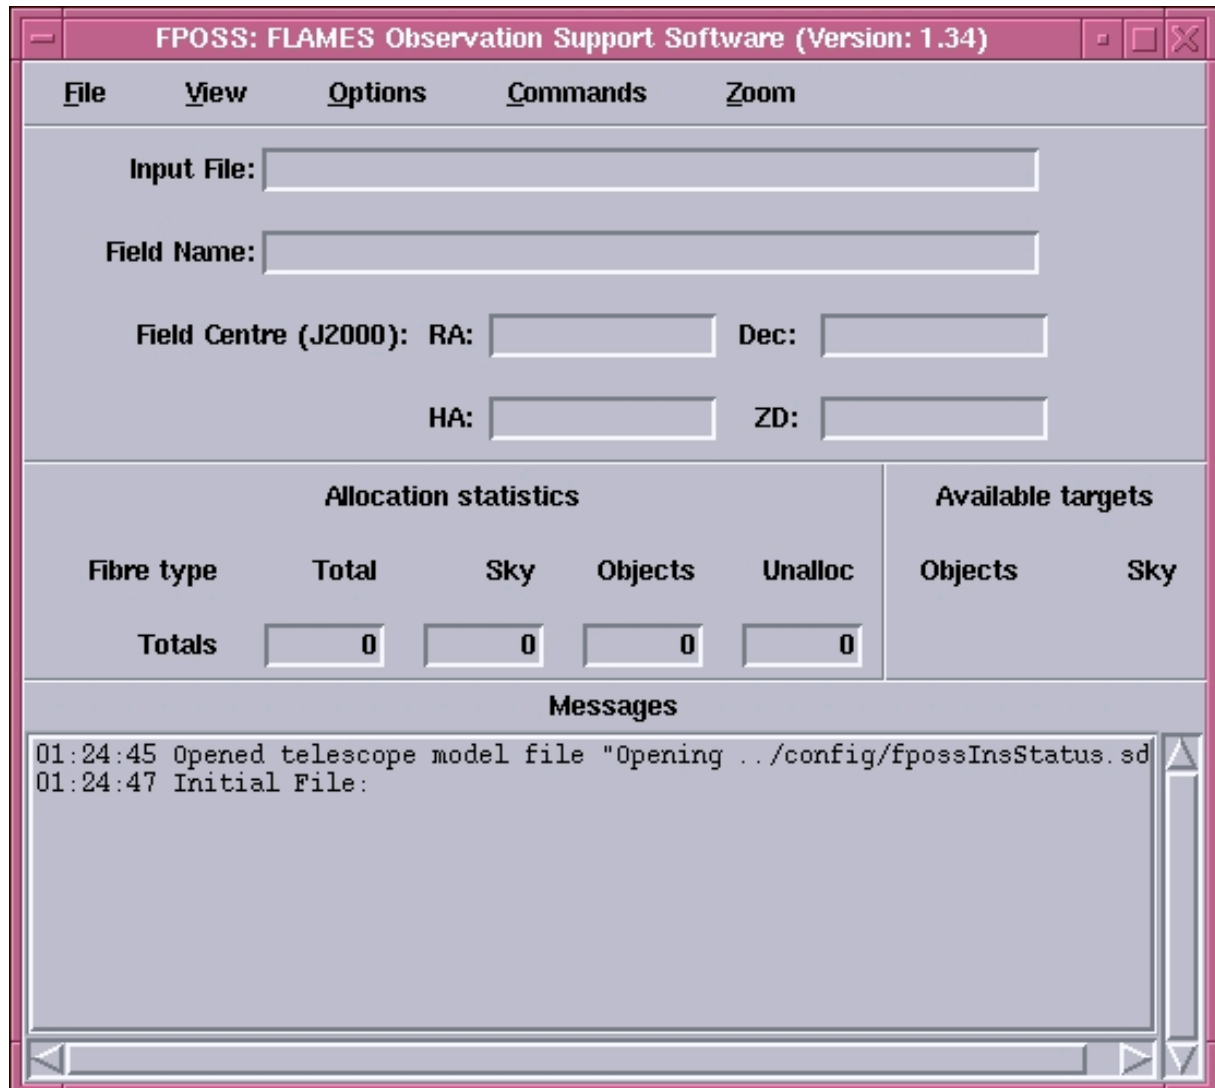 FPOSS: FLAMES Observation Support Software (Version: 1.34)
File View Options Commands Zoom
Input File:
Field Name:
Field Centre (J2000): RA: Dec:
HA: ZD:
Allocation statistics Available targets
Fibre type Total Sky Objects Unalloc Objects Sky
Totals 0 0 0 0
Messages
01:24:45 Opened telescope model file "Opening ../config/fpossInsStatus.sd
01:24:47 Initial File: